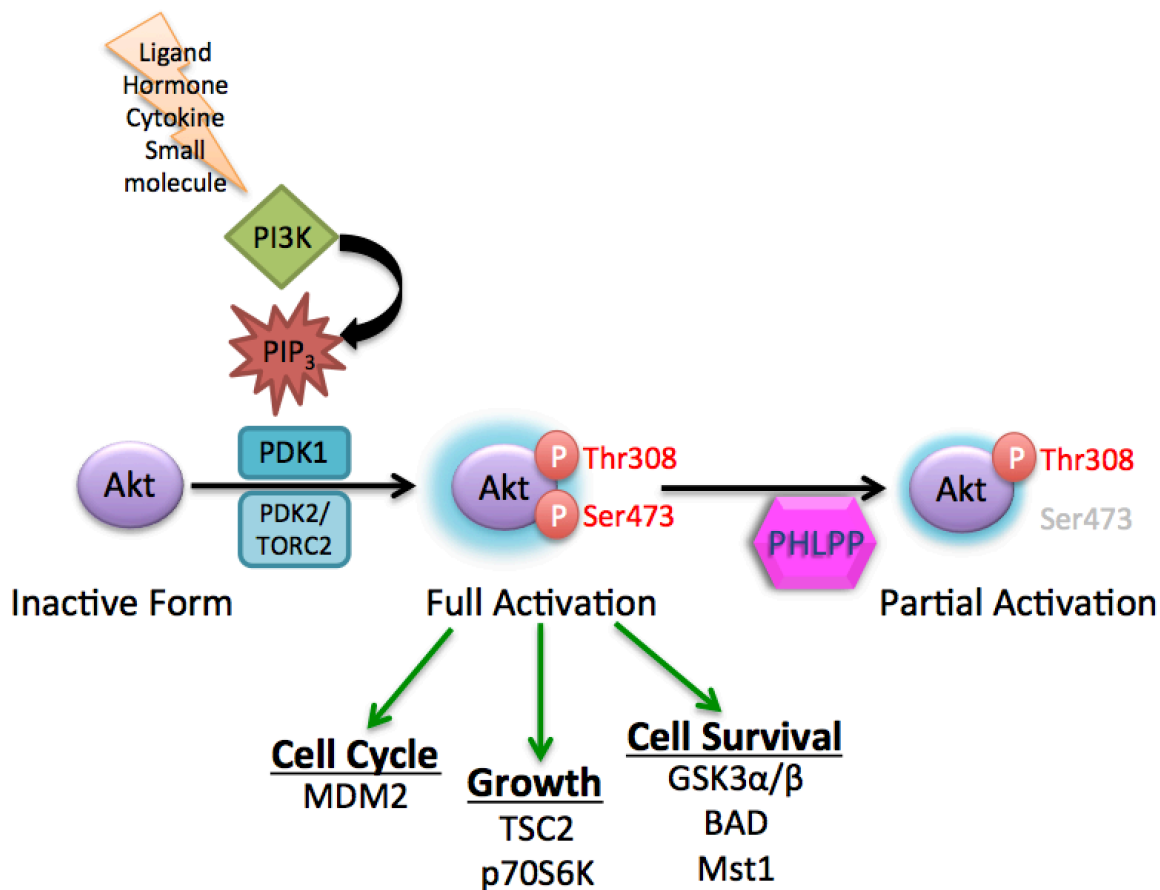 Ligand
Hormone
Cytokine
Small
molecule
PI3K
PIP₃
Akt
PDK1
PDK2/
TORC2
Akt
P
Thr308
P
Ser473
PHLPP
Akt
P
Thr308
Ser473
Inactive Form
Full Activation
Partial Activation
Cell Cycle
MDM2
Growth
TSC2
p70S6K
Cell Survival
GSK3α/β
BAD
Mst1